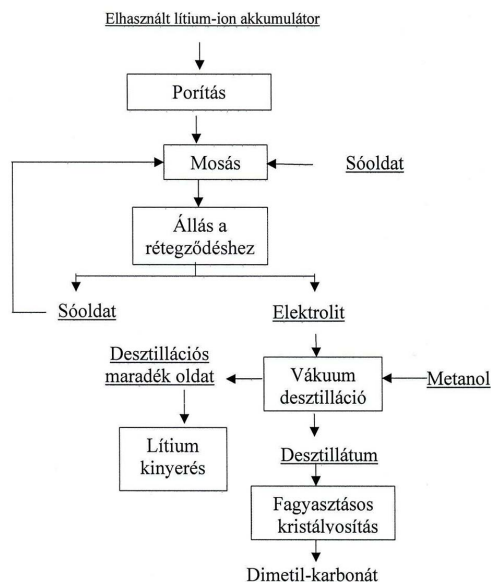 Elhasznált lítium-ion akkumulátor
Porítás
Mosás
Sóoldat
Állás a
rétegződéshez
Sóoldat
Elektrolit
Desztillációs
maradék oldat
Vákuum
desztilláció
Metanol
Lítium
kinyerés
Desztillátum
Fagyasztásos
kristályosítás
Dimetil-karbonát